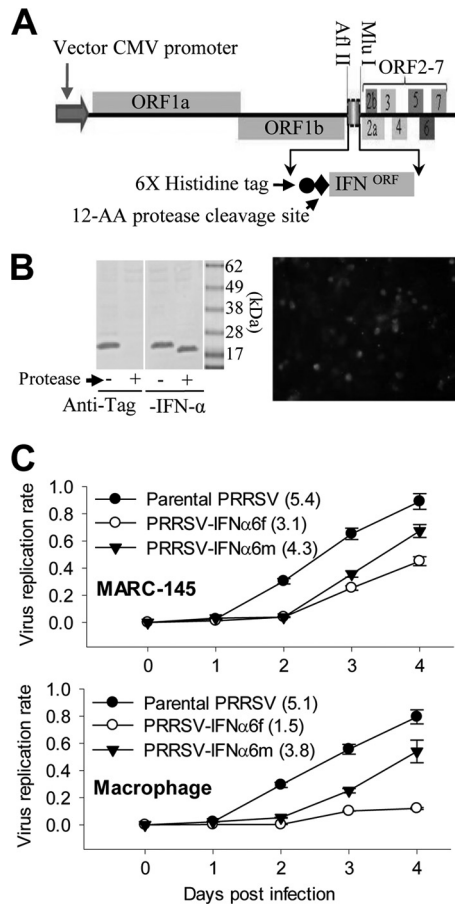 A
Vector CMV promoter
Afl II
Mlu I
ORF2-7
ORF1a
2b 3 5 7
ORF1b
2a 4 6
6X Histidine tag
IFN ORF
12-AA protease cleavage site
B
62
49
38
28
17
(kDa)
Protease - + - +
Anti-Tag -IFN-α
C
Virus replication rate
1.0
0.8
0.6
0.4
0.2
0.0
Parental PRRSV (5.4)
PRRSV-IFNα6f (3.1)
PRRSV-IFNα6m (4.3)
MARC-145
0 1 2 3 4
Virus replication rate
1.0
0.8
0.6
0.4
0.2
0.0
Parental PRRSV (5.1)
PRRSV-IFNα6f (1.5)
PRRSV-IFNα6m (3.8)
Macrophage
0 1 2 3 4
Days post infection